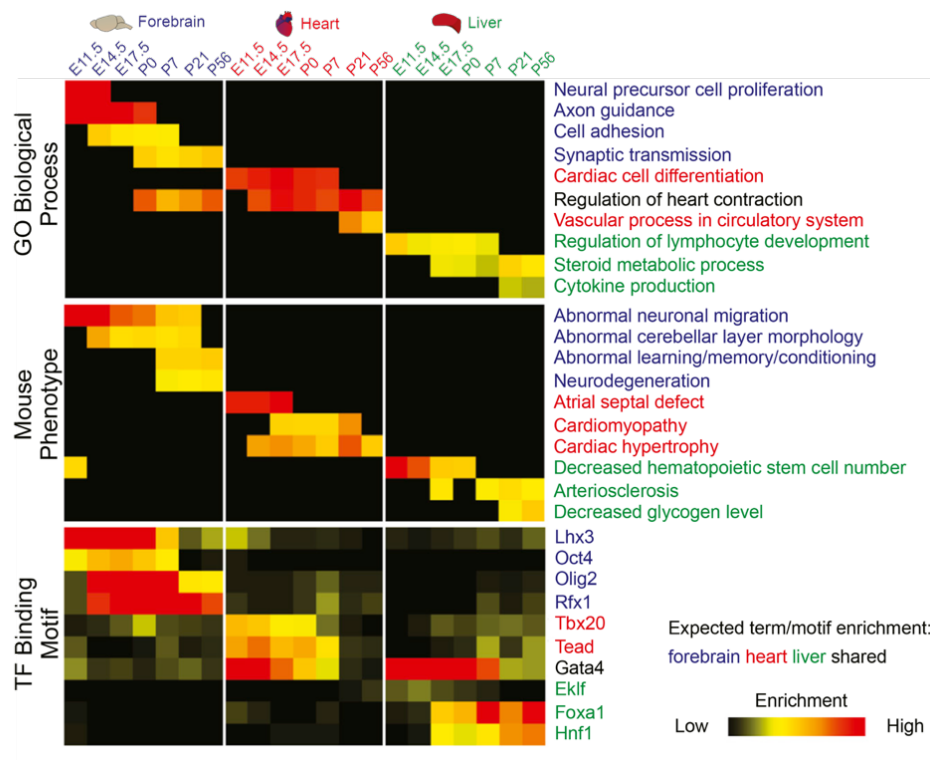 Forebrain Heart Liver
E11.5 E14.5 E17.5 P0 P7 P21 P56 E11.5 E14.5 E17.5 P0 P7 P21 P56 E11.5 E14.5 E17.5 P0 P7 P21 P56
GO Biological
Process
Neural precursor cell proliferation
Axon guidance
Cell adhesion
Synaptic transmission
Cardiac cell differentiation
Regulation of heart contraction
Vascular process in circulatory system
Regulation of lymphocyte development
Steroid metabolic process
Cytokine production
Mouse
Phenotype
Abnormal neuronal migration
Abnormal cerebellar layer morphology
Abnormal learning/memory/conditioning
Neurodegeneration
Atrial septal defect
Cardiomyopathy
Cardiac hypertrophy
Decreased hematopoietic stem cell number
Arteriosclerosis
Decreased glycogen level
TF Binding
Motif
Lhx3
Oct4
Olig2
Rfx1
Tbx20
Tead
Gata4
Eklf
Foxa1
Hnf1
Expected term/motif enrichment:
forebrain heart liver shared
Enrichment
Low High